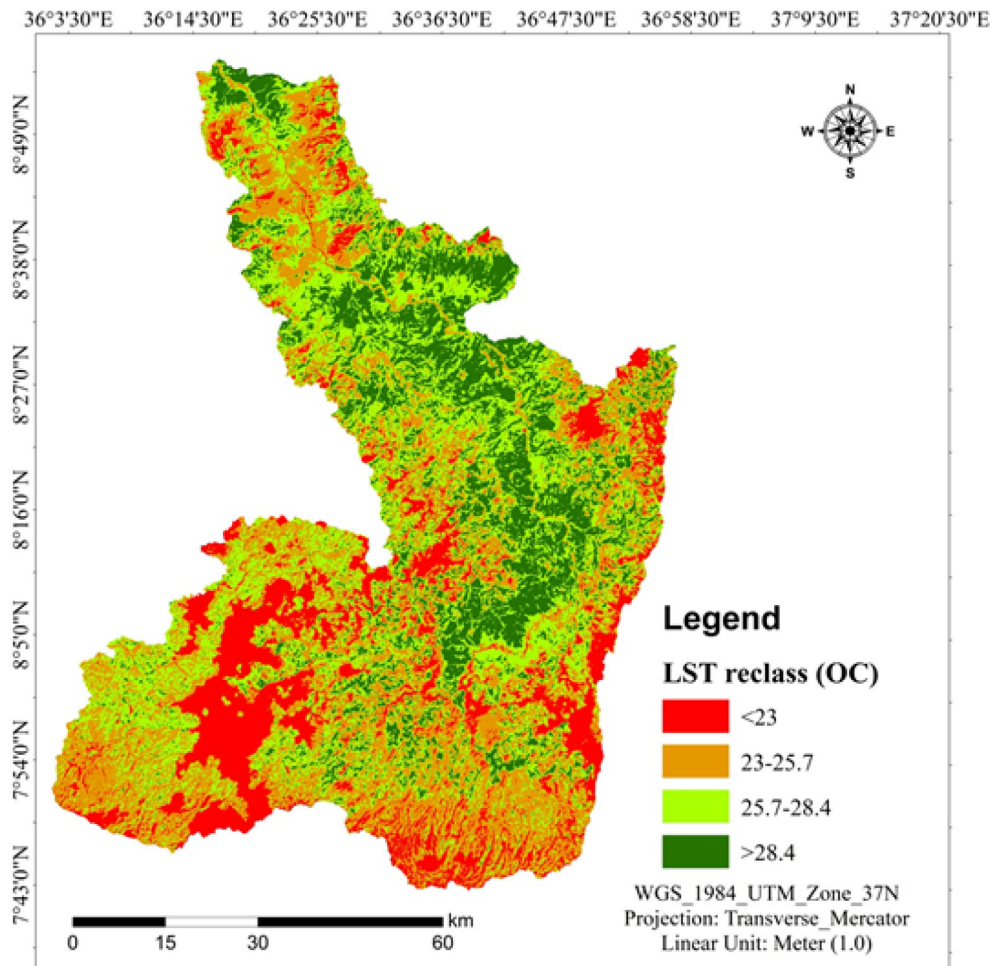 36°3'30"E 36°14'30"E 36°25'30"E 36°36'30"E 36°47'30"E 36°58'30"E 37°9'30"E 37°20'30"E
N
W E
S
8°49'0"N
8°38'0"N
8°27'0"N
8°16'0"N
8°5'0"N
7°54'0"N
7°43'0"N
Legend
LST reclass (OC)
<23
23-25.7
25.7-28.4
>28.4
WGS_1984_UTM_Zone_37N
Projection: Transverse_Mercator
Linear Unit: Meter (1.0)
km
0 15 30 60